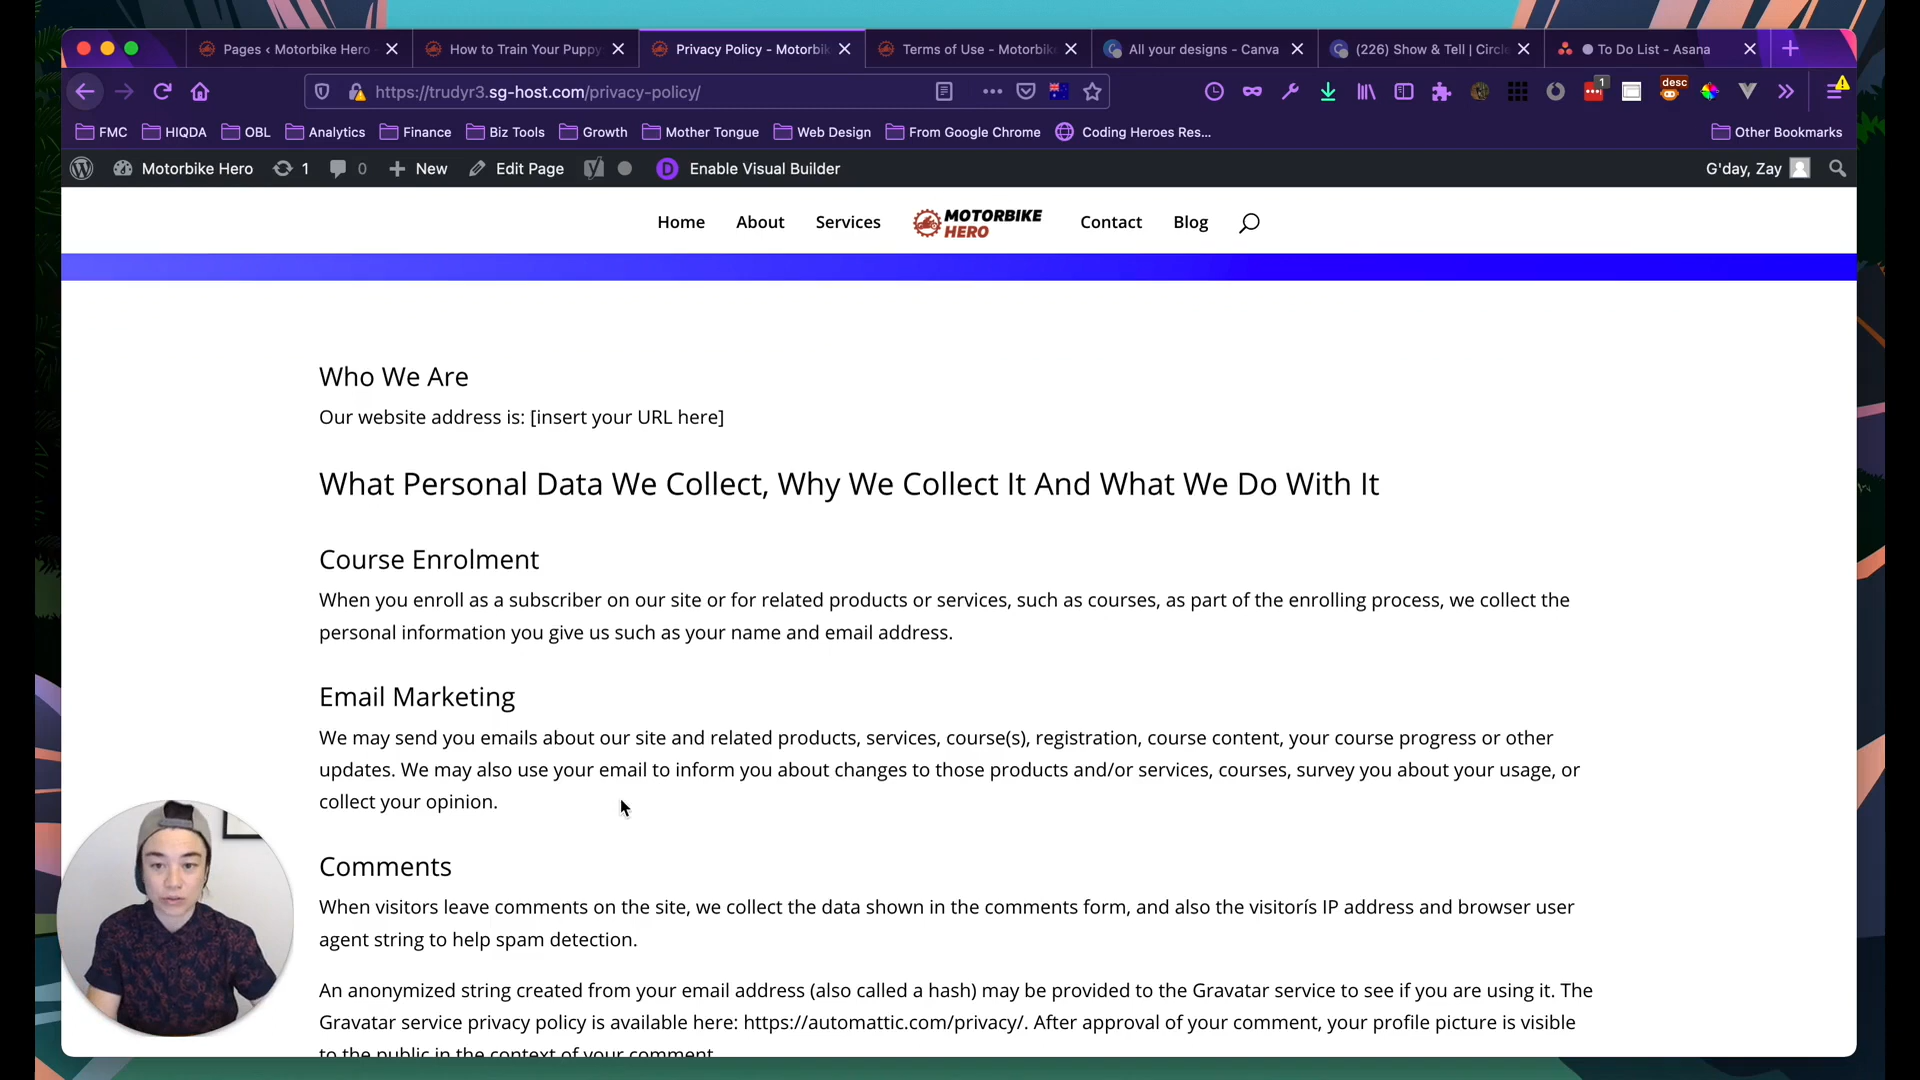 Pages ‹ Motorbike Hero
How to Train Your Puppy
Privacy Policy - Motorbik
Terms of Use - Motorbike
All your designs - Canva
(226) Show & Tell | Circl
To Do List - Asana
https://trudyr3.sg-host.com/privacy-policy/
1
desc
FMC
HIQDA
OBL
Analytics
Finance
Biz Tools
Growth
Mother Tongue
Web Design
From Google Chrome
Coding Heroes Res...
Other Bookmarks
Motorbike Hero
1
0
New
Edit Page
D
Enable Visual Builder
G'day, Zay
Home
About
Services
MOTORBIKE
HERO
Contact
Blog
Who We Are
Our website address is: [insert your URL here]
What Personal Data We Collect, Why We Collect It And What We Do With It
Course Enrolment
When you enroll as a subscriber on our site or for related products or services, such as courses, as part of the enrolling process, we collect the
personal information you give us such as your name and email address.
Email Marketing
We may send you emails about our site and related products, services, course(s), registration, course content, your course progress or other
updates. We may also use your email to inform you about changes to those products and/or services, courses, survey you about your usage, or
collect your opinion.
Comments
When visitors leave comments on the site, we collect the data shown in the comments form, and also the visitorís IP address and browser user
agent string to help spam detection.
An anonymized string created from your email address (also called a hash) may be provided to the Gravatar service to see if you are using it. The
Gravatar service privacy policy is available here: https://automattic.com/privacy/. After approval of your comment, your profile picture is visible
to the public in the context of your comment.